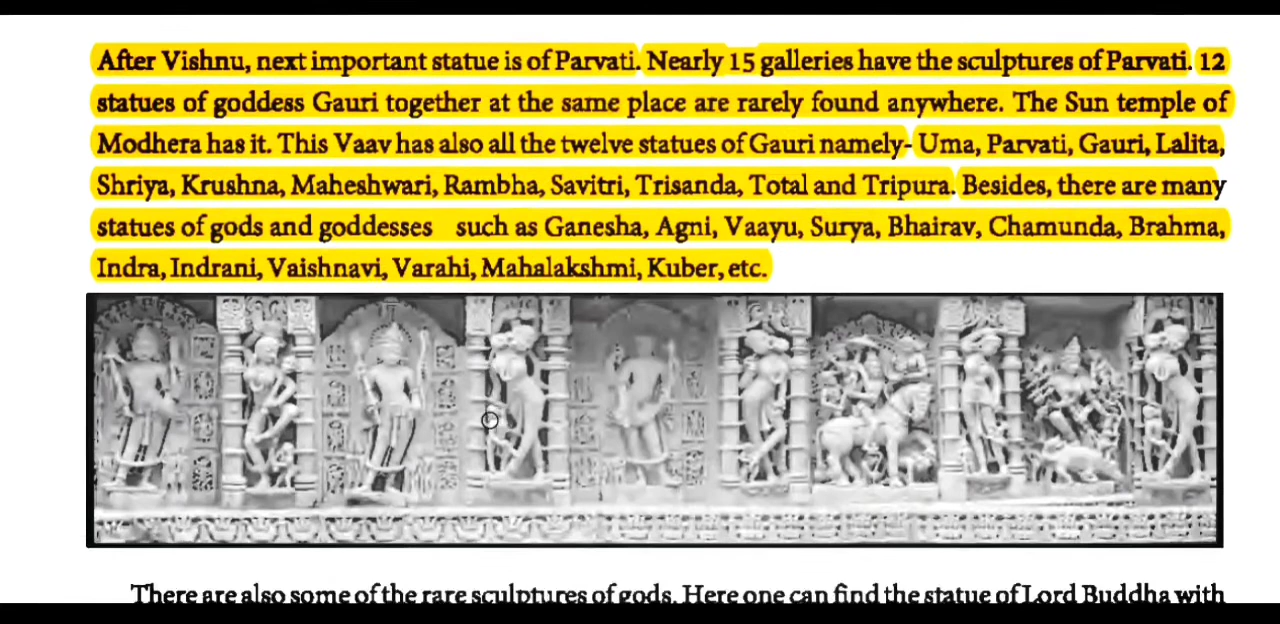 After Vishnu, next important statue is of Parvati. Nearly 15 galleries have the sculptures of Parvati. 12
statues of goddess Gauri together at the same place are rarely found anywhere. The Sun temple of
Modhera has it. This Vaav has also all the twelve statues of Gauri namely- Uma, Parvati, Gauri, Lalita,
Shriya, Krushna, Maheshwari, Rambha, Savitri, Trisanda, Total and Tripura. Besides, there are many
statues of gods and goddesses such as Ganesha, Agni, Vaayu, Surya, Bhairav, Chamunda, Brahma,
Indra, Indrani, Vaishnavi, Varahi, Mahalakshmi, Kuber, etc.
There are also some of the rare sculptures of gods. Here one can find the statue of Lord Buddha with